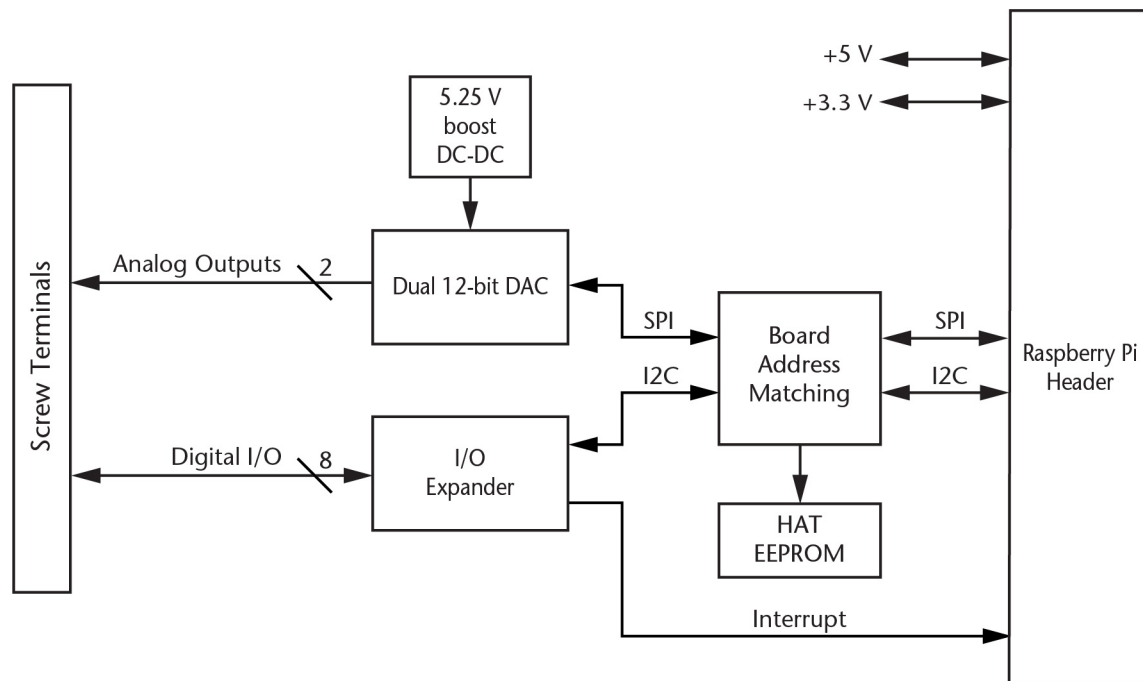 +5 V
+3.3 V
5.25 V
boost
DC-DC
Screw Terminals
Analog Outputs
2
Dual 12-bit DAC
SPI
I2C
Board
Address
Matching
SPI
I2C
Raspberry Pi
Header
Digital I/O
8
I/O
Expander
HAT
EEPROM
Interrupt